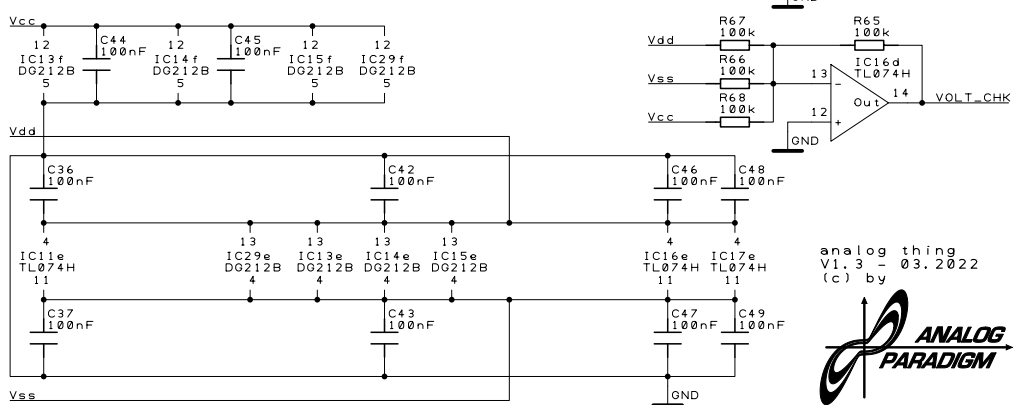 GND
Vcc
12
IC13f
DG212B
5
C44
100nF
12
IC14f
DG212B
5
C45
100nF
12
IC15f
DG212B
5
12
IC29f
DG212B
5
R67
100k
R65
100k
Vdd
R66
100k
Vss
R68
100k
Vcc
IC16d
TL074H
13
-
14
Out
12
+
VOLT_CHK
GND
Vdd
C36
100nF
C42
100nF
C46
100nF
C48
100nF
4
IC11e
TL074H
11
13
IC29e
DG212B
4
13
IC13e
DG212B
4
13
IC14e
DG212B
4
13
IC15e
DG212B
4
4
IC16e
TL074H
11
4
IC17e
TL074H
11
C37
100nF
C43
100nF
C47
100nF
C49
100nF
Vss
GND
analog thing
V1.3 - 03.2022
(c) by
ANALOG
PARADIGM